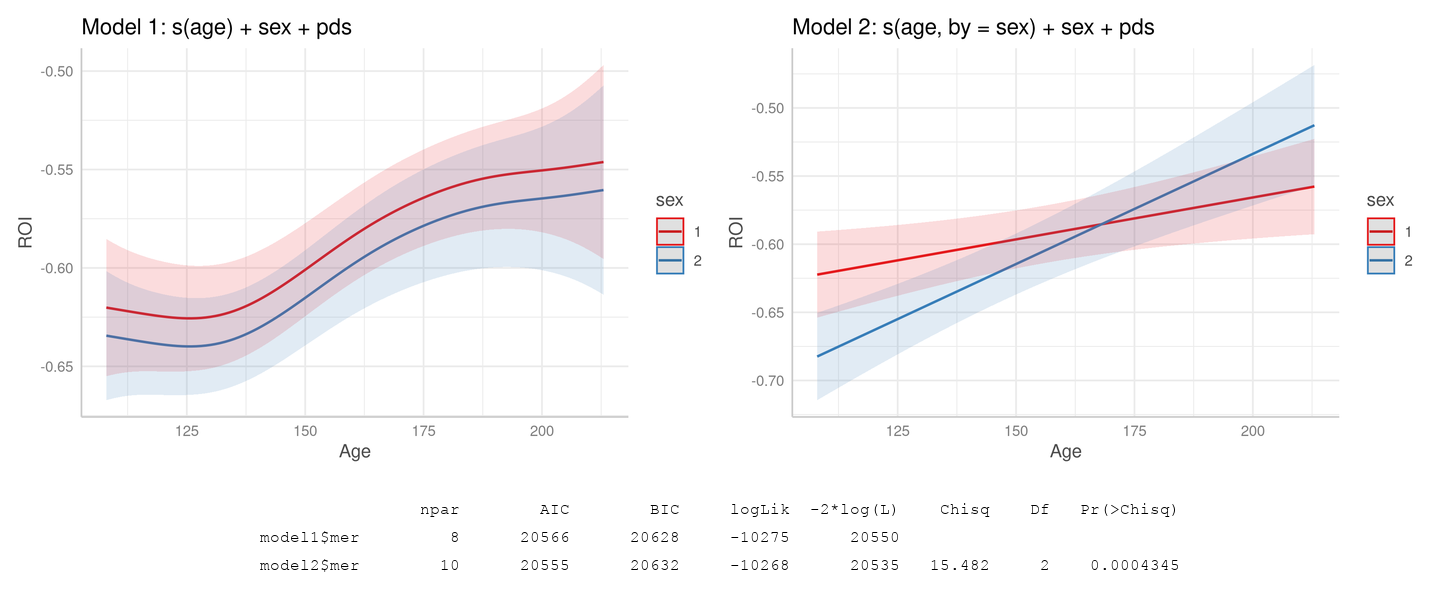 Model 1: s(age) + sex + pds
-0.50
-0.55
-0.60
-0.65
ROI
125 150 175 200
Age
sex
1
2
Model 2: s(age, by = sex) + sex + pds
-0.50
-0.55
-0.60
-0.65
-0.70
ROI
125 150 175 200
Age
sex
1
2
npar AIC BIC logLik -2*log(L) Chisq Df Pr(>Chisq)
model1$mer 8 20566 20628 -10275 20550
model2$mer 10 20555 20632 -10268 20535 15.482 2 0.0004345